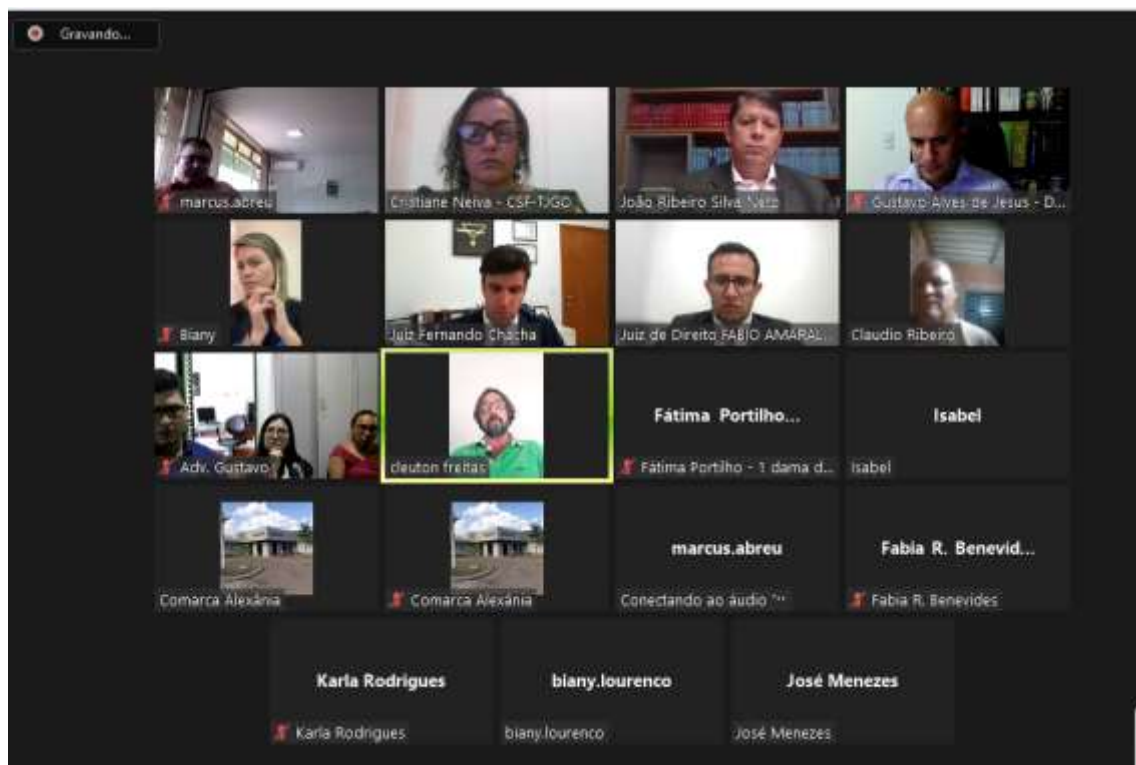 Gravando...
marcus.abreu
Cristiane Neiva - CSF-TJGO
João Ribeiro Silva Neto
Gustavo Alves de Jesus - D...
Biany
Juiz Fernando Chacha
Juiz de Direito FABIO AMARAL...
Claudio Ribeiro
Adv. Gustavo
cleuton freitas
Fátima Portilho...
Fátima Portilho - 1 dama d...
Isabel
Isabel
Comarca Alexânia
Comarca Alexânia
marcus.abreu
Conectando ao áudio
Fabia R. Benevid...
Fabia R. Benevides
Karla Rodrigues
Karla Rodrigues
biany.lourenco
biany.lourenco
José Menezes
José Menezes